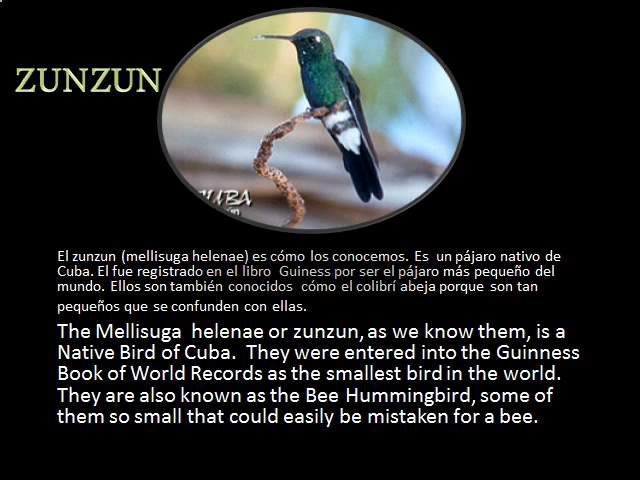 ZUNZUN
El zunzun (mellisuga helenae) es cómo los conocemos. Es un pájaro nativo de
Cuba. El fue registrado en el libro Guiness por ser el pájaro más pequeño del
mundo. Ellos son también conocidos cómo el colibrí abeja porque son tan
pequeños que se confunden con ellas.
The Mellisuga helenae or zunzun, as we know them, is a
Native Bird of Cuba. They were entered into the Guinness
Book of World Records as the smallest bird in the world.
They are also known as the Bee Hummingbird, some of
them so small that could easily be mistaken for a bee.